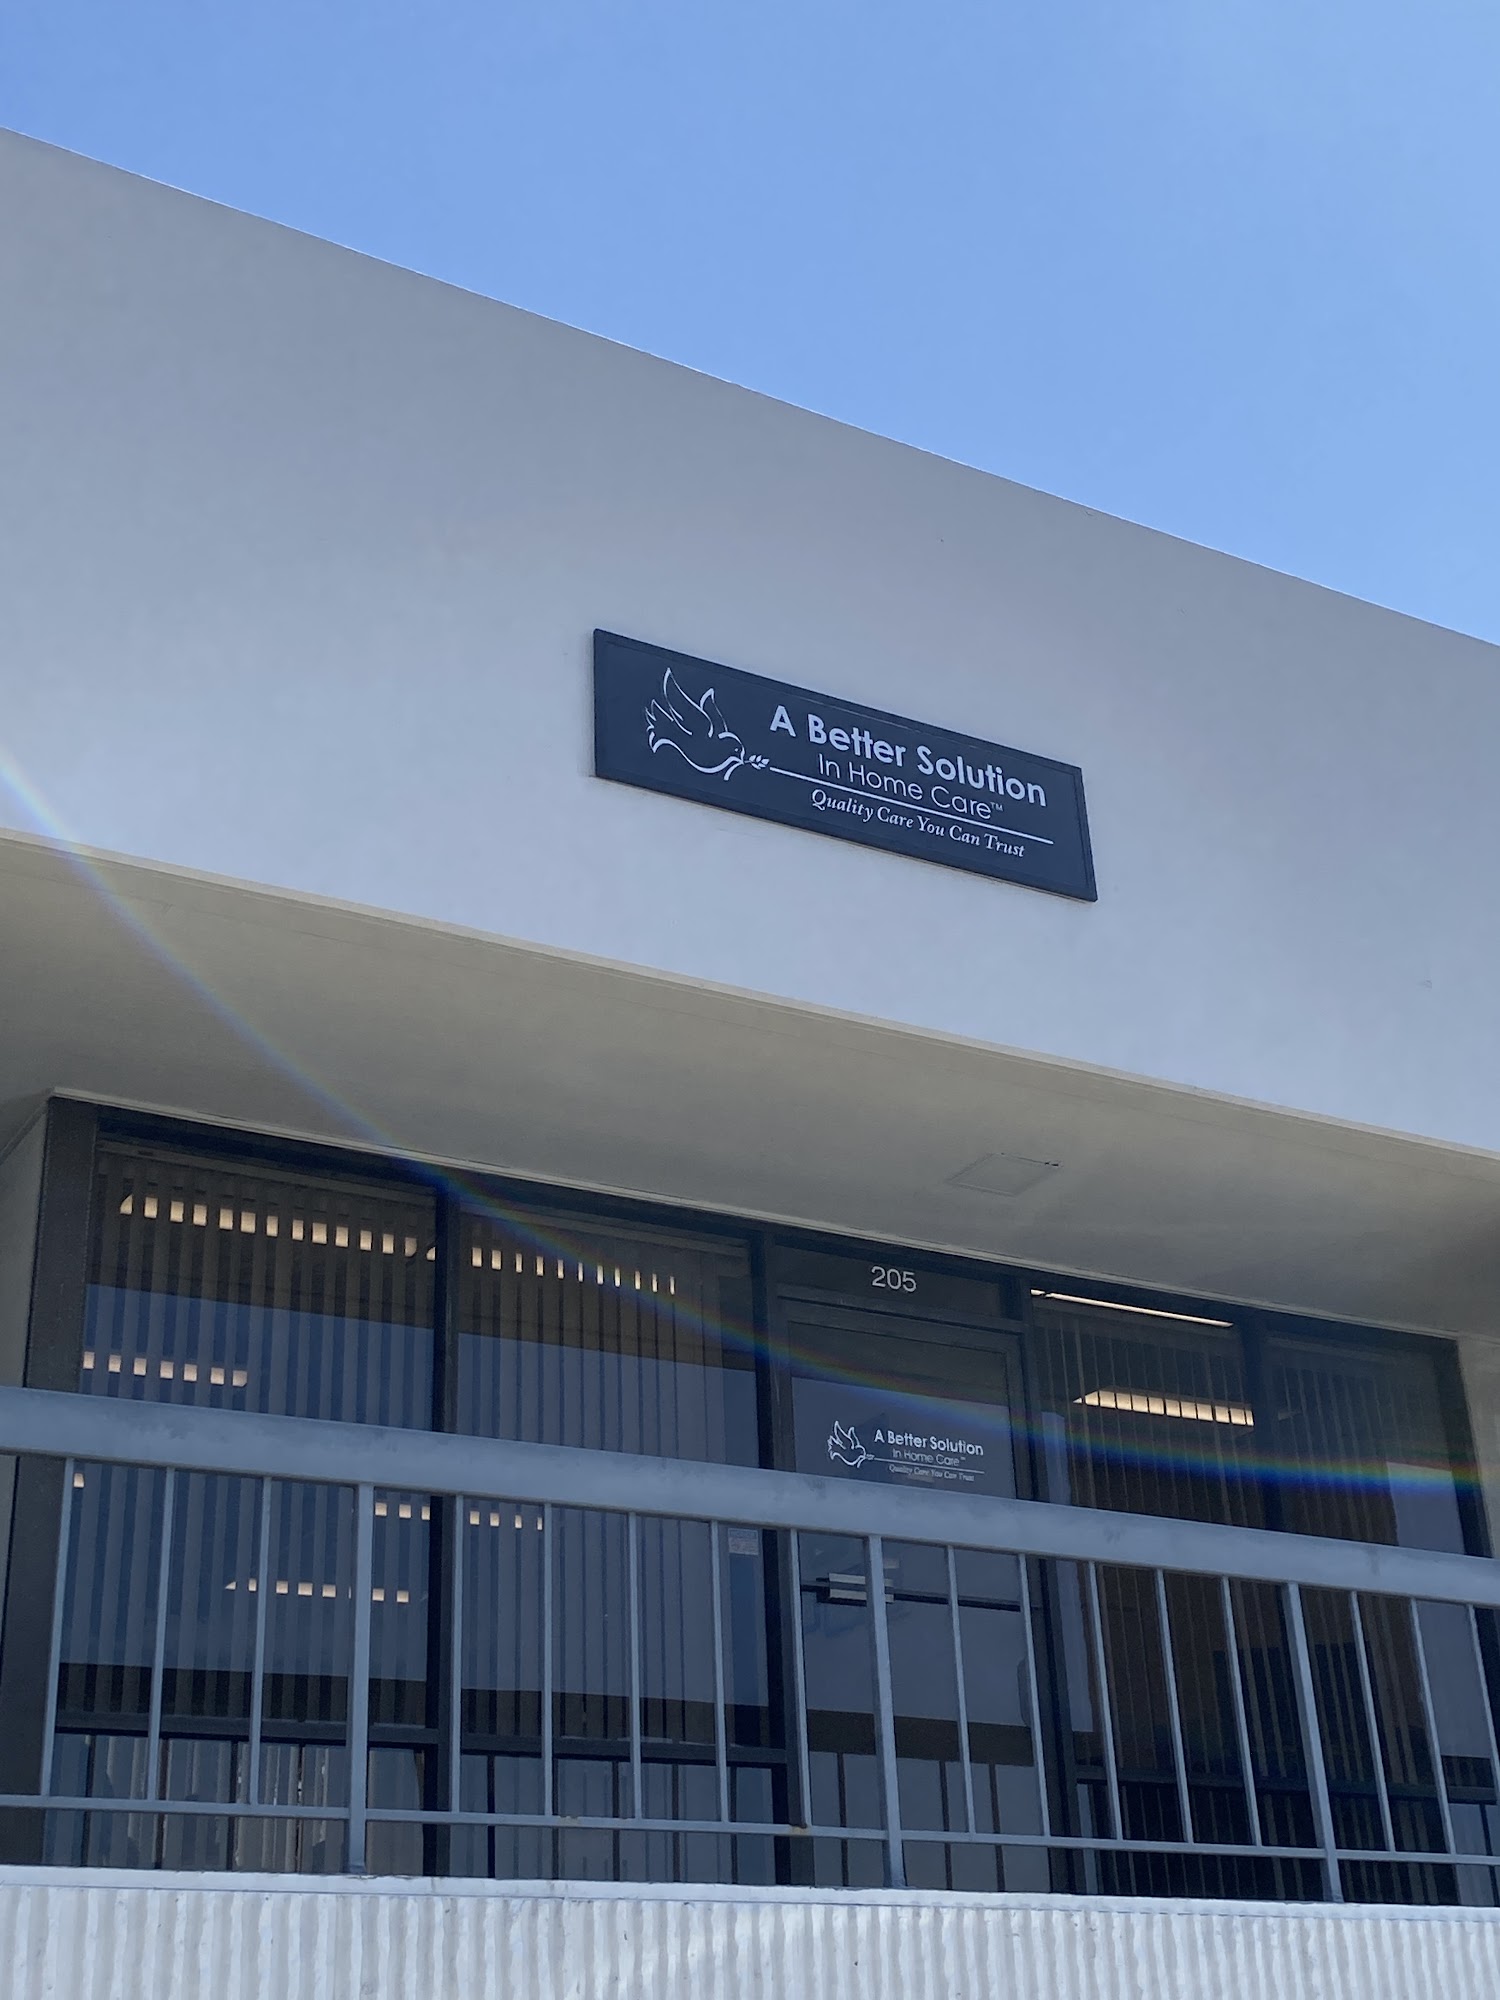 A Better Solution
In Home Care™
Quality Care You Can Trust
205
A Better Solution
In Home Care™
Quality Care You Can Trust